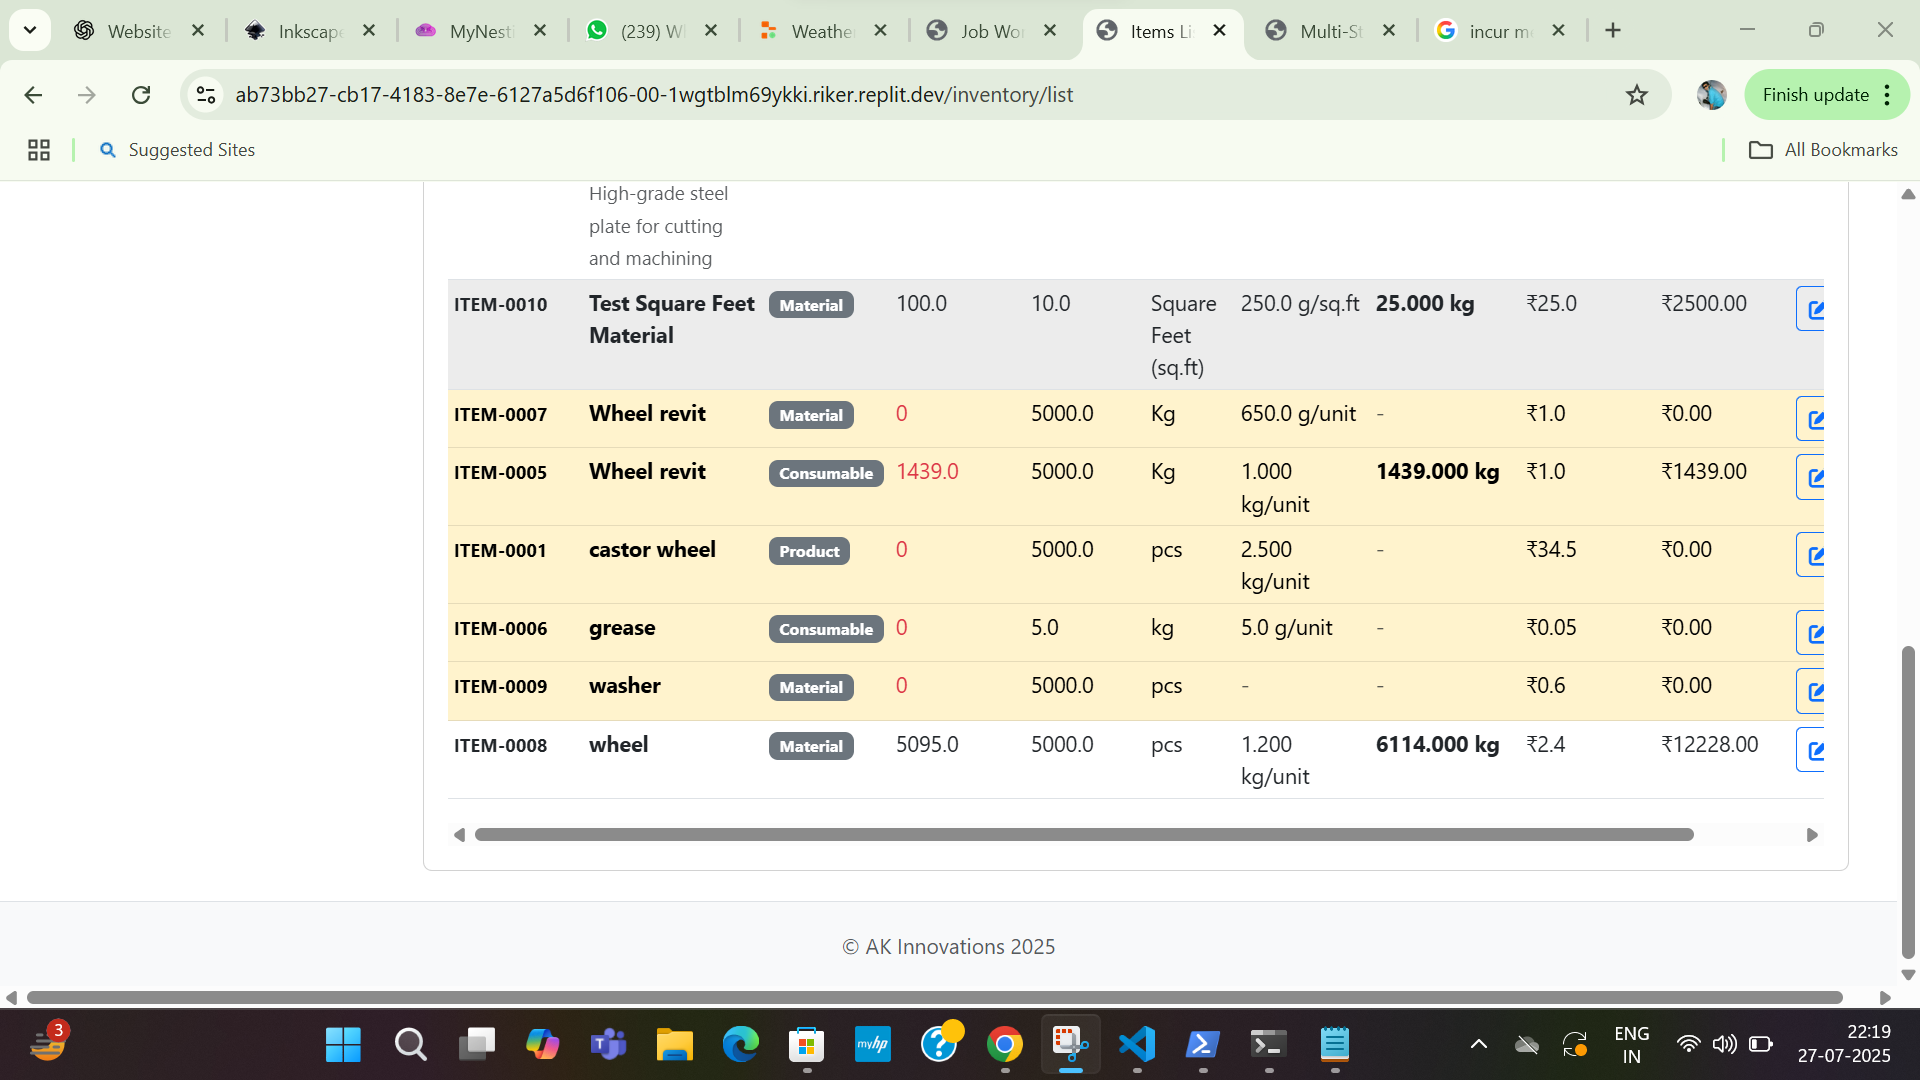 Website
Inkscape
MyNesti
(239) W
Weathe
Job Wo
Items Li
Multi-St
incur m
ab73bb27-cb17-4183-8e7e-6127a5d6f106-00-1wgtblm69ykki.riker.replit.dev/inventory/list
Finish update
Suggested Sites
All Bookmarks
High-grade steel
plate for cutting
and machining
ITEM-0010 Test Square Feet Material 100.0 10.0 Square 250.0 g/sq.ft 25.000 kg ₹25.0 ₹2500.00
Material Feet
(sq.ft)
ITEM-0007 Wheel revit Material 0 5000.0 Kg 650.0 g/unit - ₹1.0 ₹0.00
ITEM-0005 Wheel revit Consumable 1439.0 5000.0 Kg 1.000 1439.000 kg ₹1.0 ₹1439.00
kg/unit
ITEM-0001 castor wheel Product 0 5000.0 pcs 2.500 - ₹34.5 ₹0.00
kg/unit
ITEM-0006 grease Consumable 0 5.0 kg 5.0 g/unit - ₹0.05 ₹0.00
ITEM-0009 washer Material 0 5000.0 pcs - - ₹0.6 ₹0.00
ITEM-0008 wheel Material 5095.0 5000.0 pcs 1.200 6114.000 kg ₹2.4 ₹12228.00
kg/unit
© AK Innovations 2025
3
myhp
ENG
IN
22:19
27-07-2025